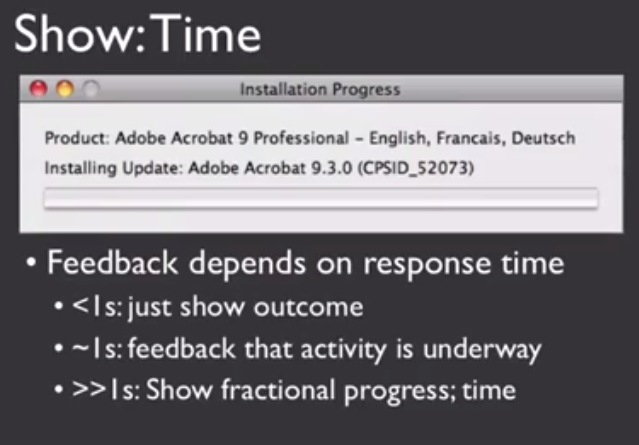 Show: Time
Installation Progress
Product: Adobe Acrobat 9 Professional – English, Francais, Deutsch
Installing Update: Adobe Acrobat 9.3.0 (CPSID_52073)
• Feedback depends on response time
• <1s: just show outcome
• ~1s: feedback that activity is underway
• >>1s: Show fractional progress; time